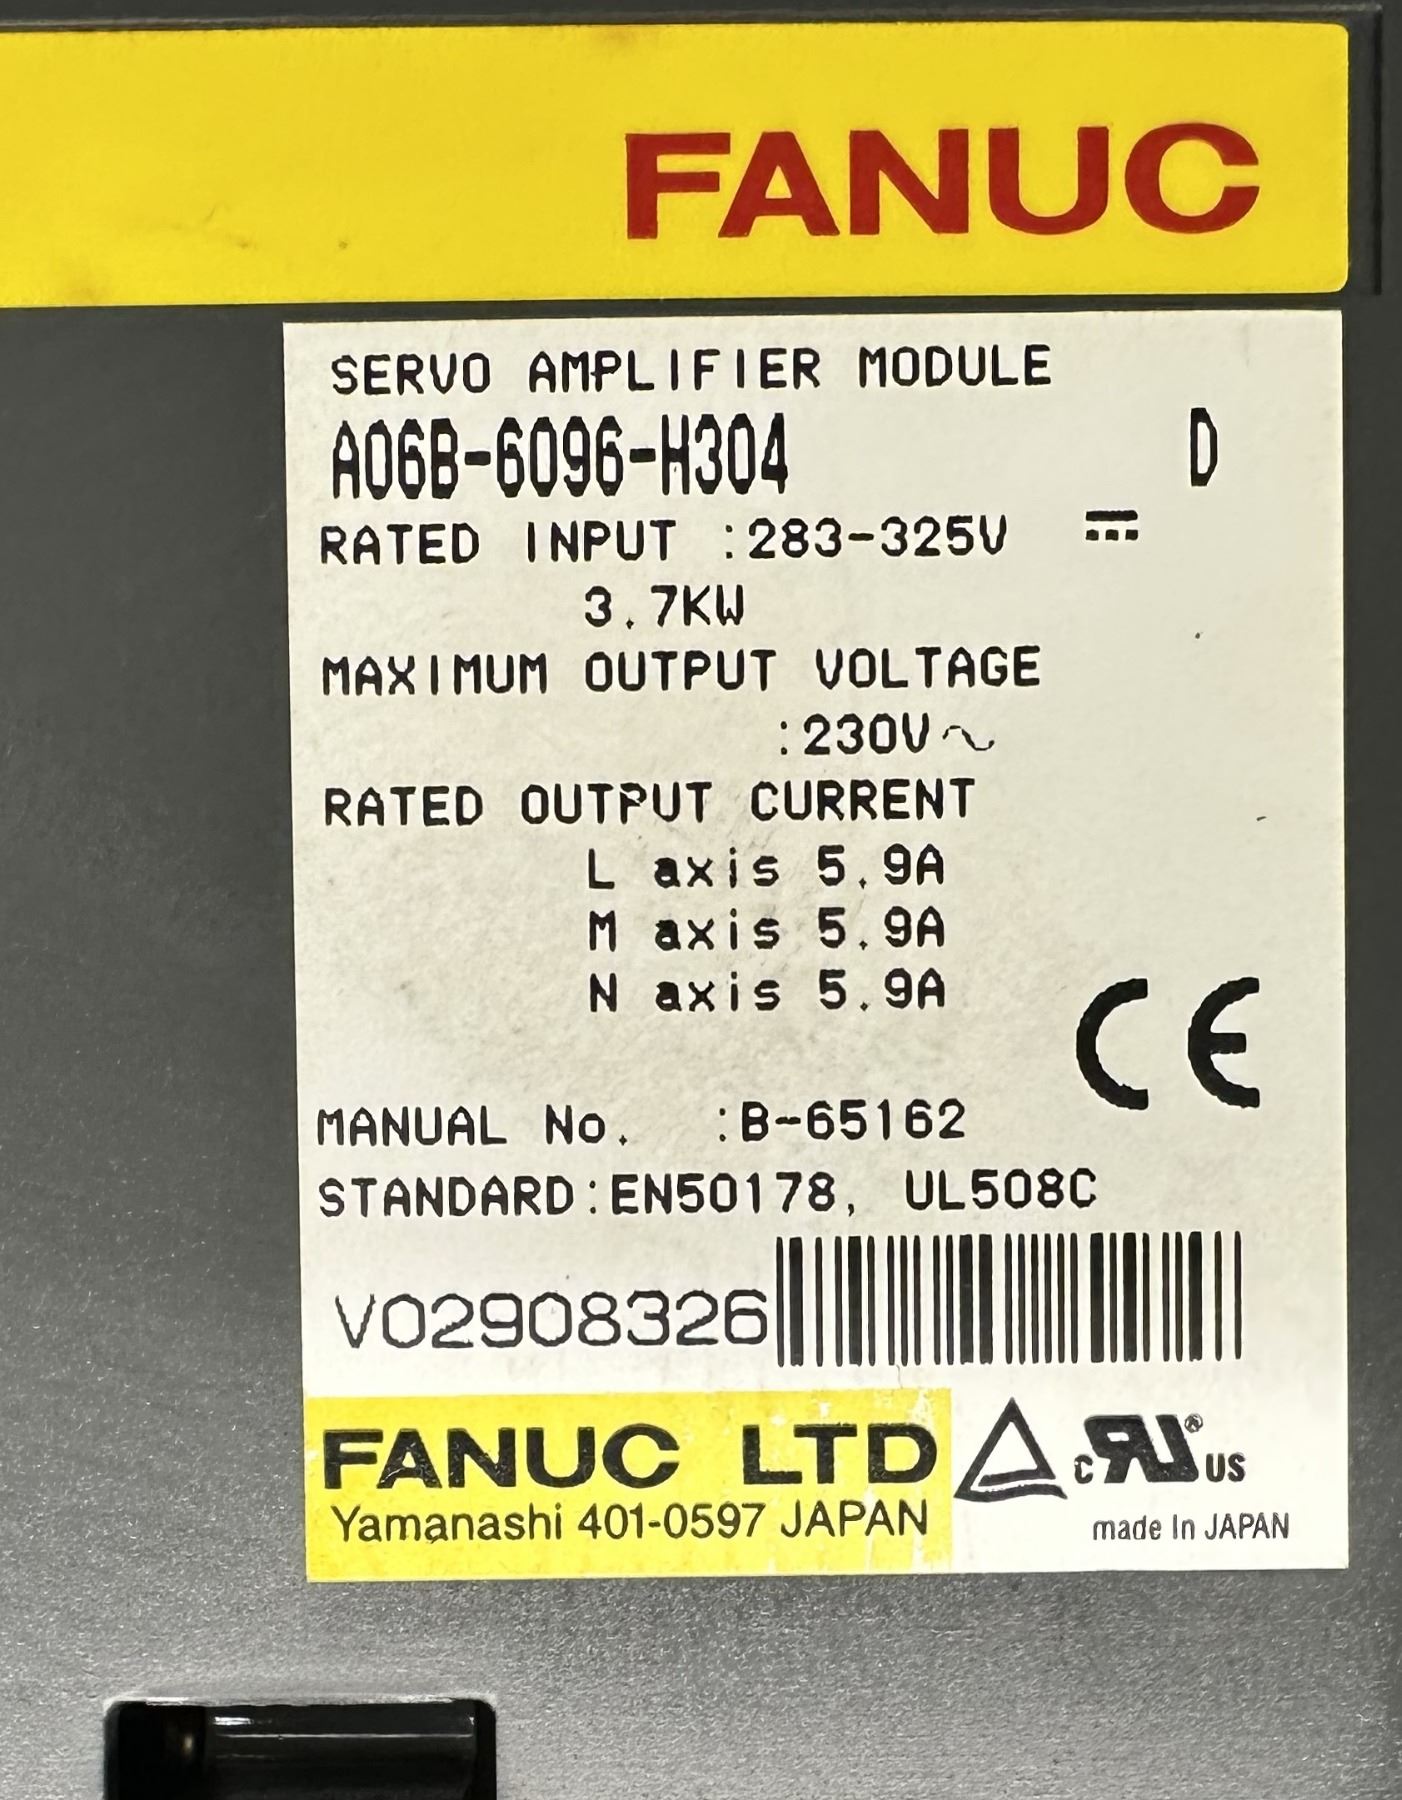 FANUC
SERVO AMPLIFIER MODULE
A06B-6096-H304 D
RATED INPUT :283-325V ⎓
3.7KW
MAXIMUM OUTPUT VOLTAGE
:230V~
RATED OUTPUT CURRENT
L axis 5.9A
M axis 5.9A
N axis 5.9A
CE
MANUAL No. :B-65162
STANDARD:EN50178, UL508C
V02908326
FANUC LTD
Yamanashi 401-0597 JAPAN
c RU ® US
made In JAPAN